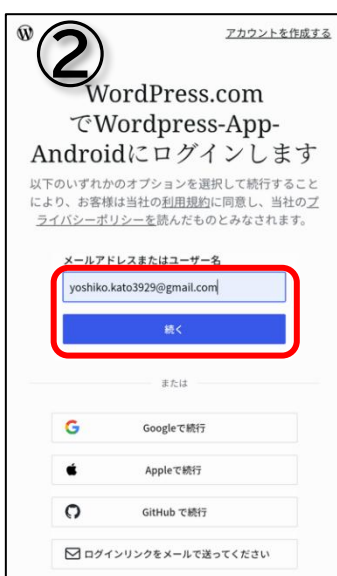 ②
アカウントを作成する
WordPress.com
でWordpress-App-
Androidにログインします
以下のいずれかのオプションを選択して続行すること
により、お客様は当社の利用規約に同意し、当社のプ
ライバシーポリシーを読んだものとみなされます。
メールアドレスまたはユーザー名
yoshiko.kato3929@gmail.com
続く
または
Googleで続行
Appleで続行
GitHub で続行
ログインリンクをメールで送ってください